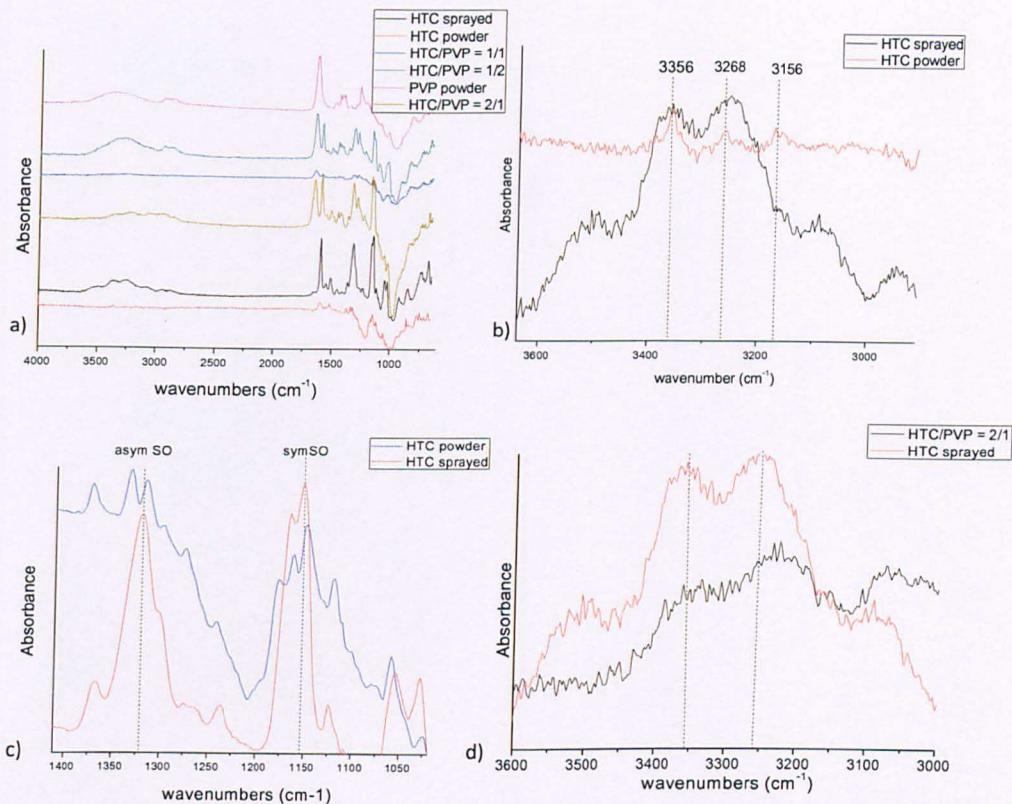 HTC sprayed
HTC powder
HTC/PVP = 1/1
HTC/PVP = 1/2
PVP powder
HTC/PVP = 2/1
Absorbance
a)
4000 3500 3000 2500 2000 1500 1000
wavenumbers (cm⁻¹)
HTC sprayed
HTC powder
3356 3268 3156
Absorbance
b)
3600 3400 3200 3000
wavenumber (cm⁻¹)
asym SO
symSO
HTC powder
HTC sprayed
Absorbance
c)
1400 1350 1300 1250 1200 1150 1100 1050
wavenumbers (cm-1)
HTC/PVP = 2/1
HTC sprayed
Absorbance
d)
3600 3500 3400 3300 3200 3100 3000
wavenumbers (cm⁻¹)